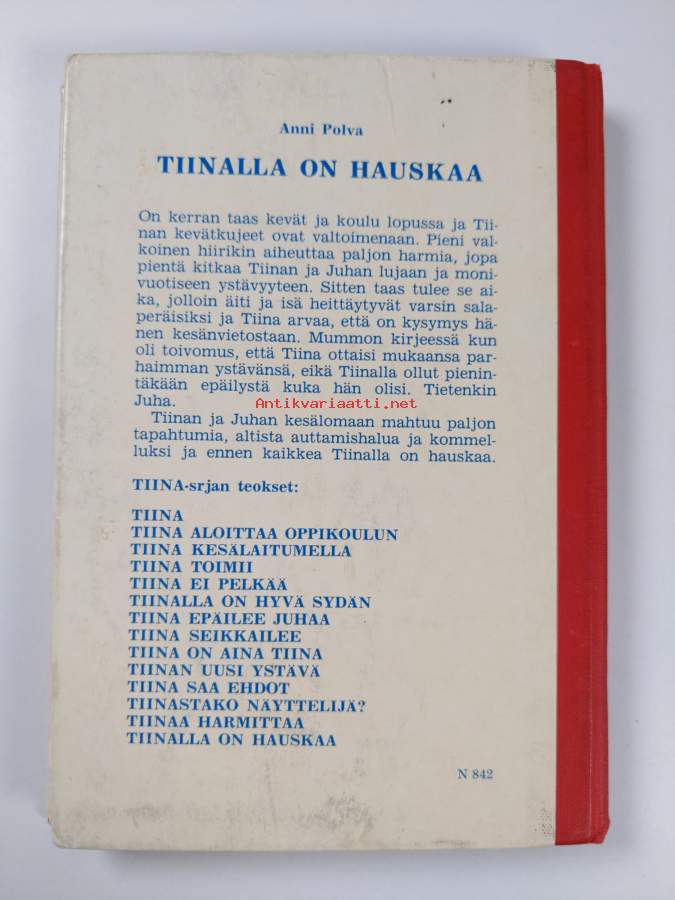 Anni Polva
TIINALLA ON HAUSKAA
On kerran taas kevät ja koulu lopussa ja Tii-
nan kevätkujeet ovat valtoimenaan. Pieni val-
koinen hiirikin aiheuttaa paljon harmia, jopa
pientä kitkaa Tiinan ja Juhan lujaan ja moni-
vuotiseen ystävyyteen. Sitten taas tulee se ai-
ka, jolloin äiti ja isä heittäytyvät varsin sala-
peräisiksi ja Tiina arvaa, että on kysymys hä-
nen kesänvietostaan. Mummon kirjeessä kun
oli toivomus, että Tiina ottaisi mukaansa par-
haimman ystävänsä, eikä Tiinalla ollut pienin-
täkään epäilystä kuka hän olisi. Tietenkin
Juha.
Antikvariaatti.net
Tiinan ja Juhan kesälomaan mahtuu paljon
tapahtumia, altista auttamishalua ja kommel-
luksi ja ennen kaikkea Tiinalla on hauskaa.
TIINA-srjan teokset:
TIINA
TIINA ALOITTAA OPPIKOULUN
TIINA KESÄLAITUMELLA
TIINA TOIMII
TIINA EI PELKÄÄ
TIINALLA ON HYVÄ SYDÄN
TIINA EPÄILEE JUHAA
TIINA SEIKKAILEE
TIINA ON AINA TIINA
TIINAN UUSI YSTÄVÄ
TIINA SAA EHDOT
TIINASTAKO NÄYTTELIJÄ?
TIINAA HARMITTAA
TIINALLA ON HAUSKAA
N 842